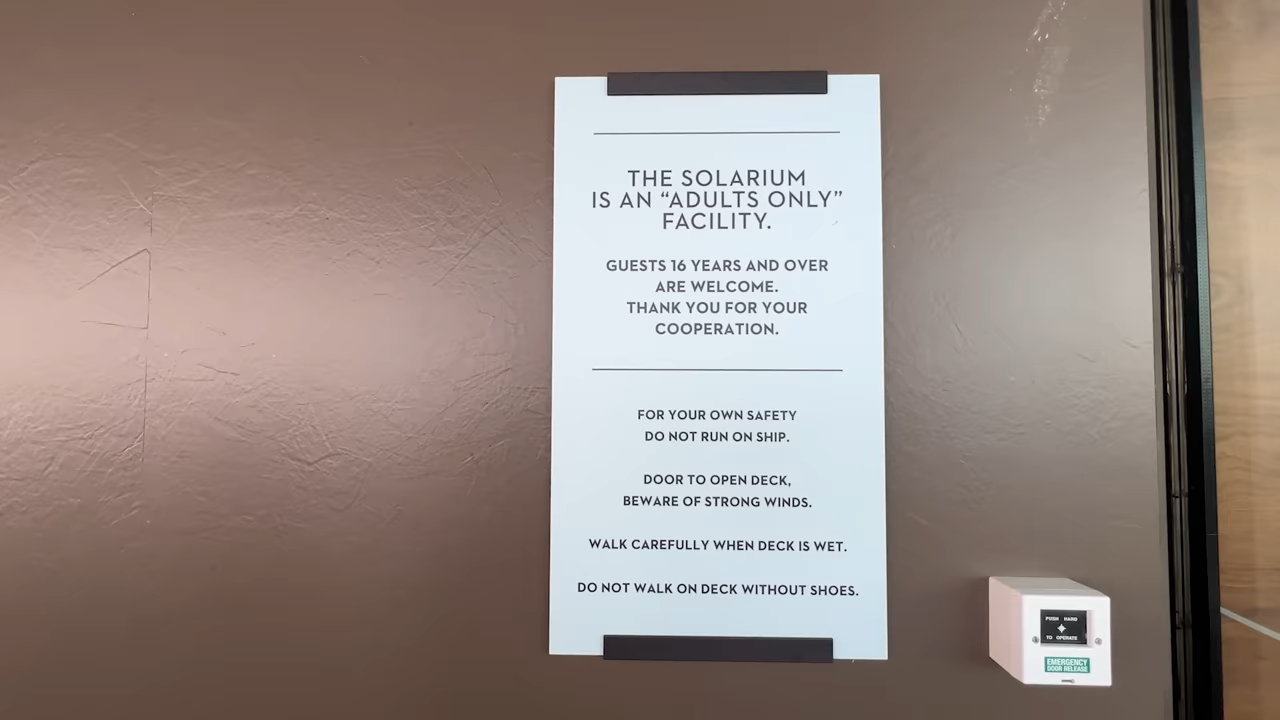 THE SOLARIUM
IS AN “ADULTS ONLY”
FACILITY.
GUESTS 16 YEARS AND OVER
ARE WELCOME.
THANK YOU FOR YOUR
COOPERATION.
FOR YOUR OWN SAFETY
DO NOT RUN ON SHIP.
DOOR TO OPEN DECK,
BEWARE OF STRONG WINDS.
WALK CAREFULLY WHEN DECK IS WET.
DO NOT WALK ON DECK WITHOUT SHOES.
PUSH HARD
TO OPERATE
EMERGENCY
DOOR RELEASE